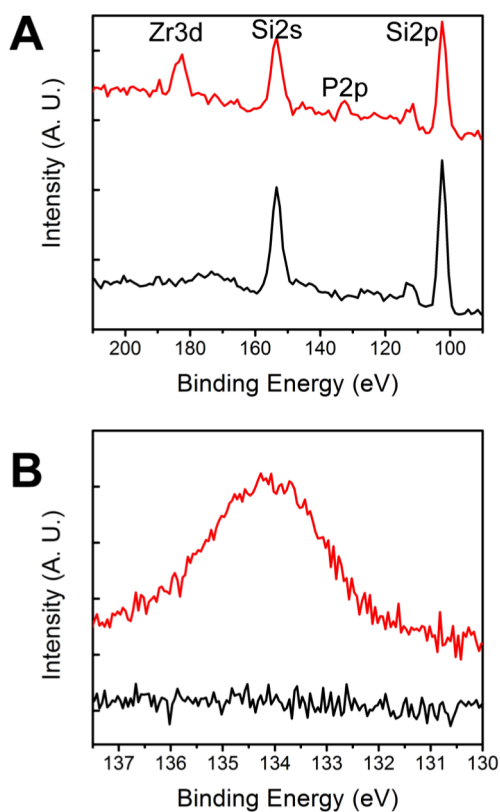 A
Zr3d
Si2s
Si2p
P2p
Intensity (A. U.)
200 180 160 140 120 100
Binding Energy (eV)
B
Intensity (A. U.)
137 136 135 134 133 132 131 130
Binding Energy (eV)